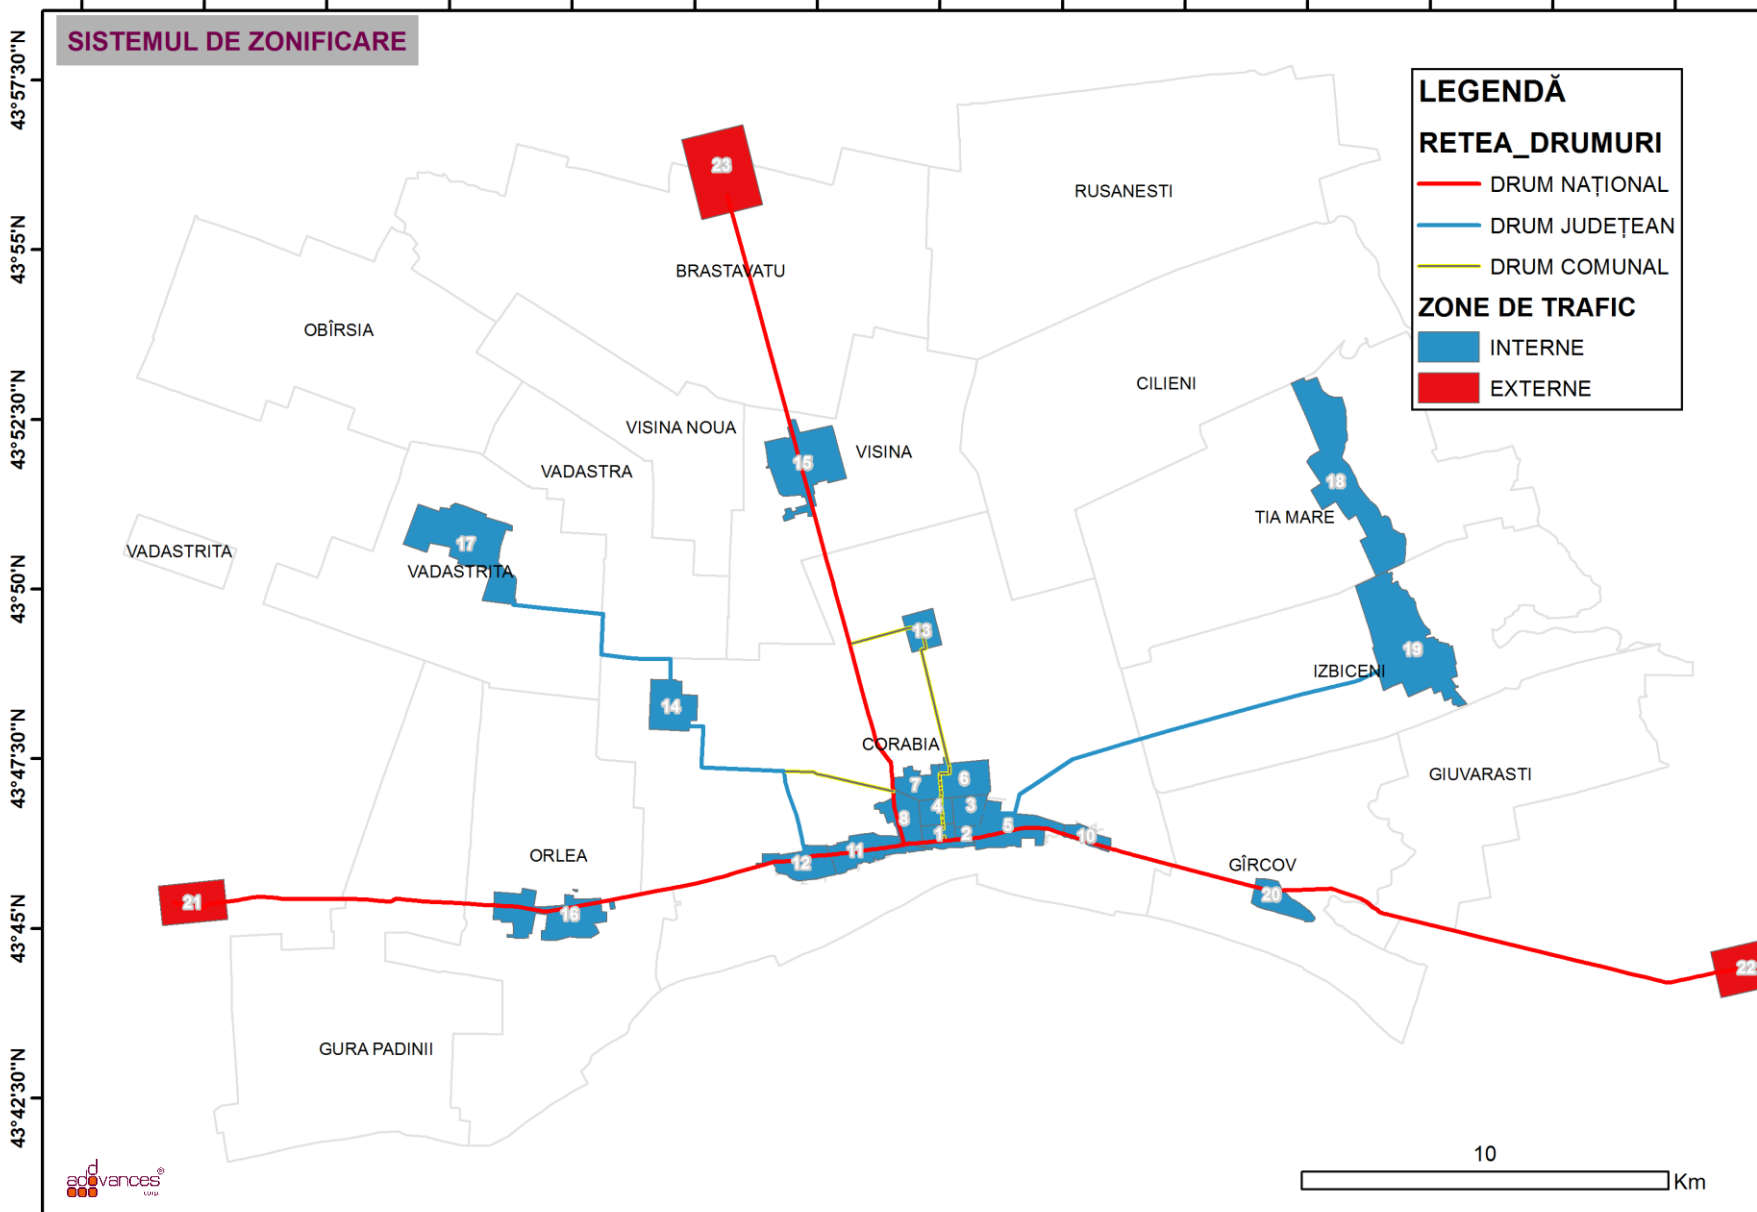 SISTEMUL DE ZONIFICARE
LEGENDĂ
RETEA_DRUMURI
DRUM NAȚIONAL
DRUM JUDEȚEAN
DRUM COMUNAL
ZONE DE TRAFIC
INTERNE
EXTERNE
43°57'30"N
43°55'N
43°52'30"N
43°50'N
43°47'30"N
43°45'N
43°42'30"N
23
RUSANESTI
BRASTAVATU
OBÎRSIA
CILIENI
VISINA NOUA
VISINA
15
VADASTRA
18
TIA MARE
17
VADASTRITA
VADASTRITA
13
19
IZBICENI
14
CORABIA
GIUVARASTI
7
6
4
3
8
5
1
2
10
11
12
ORLEA
GÎRCOV
20
21
16
22
GURA PADINII
10
Km
addvances®
corp.